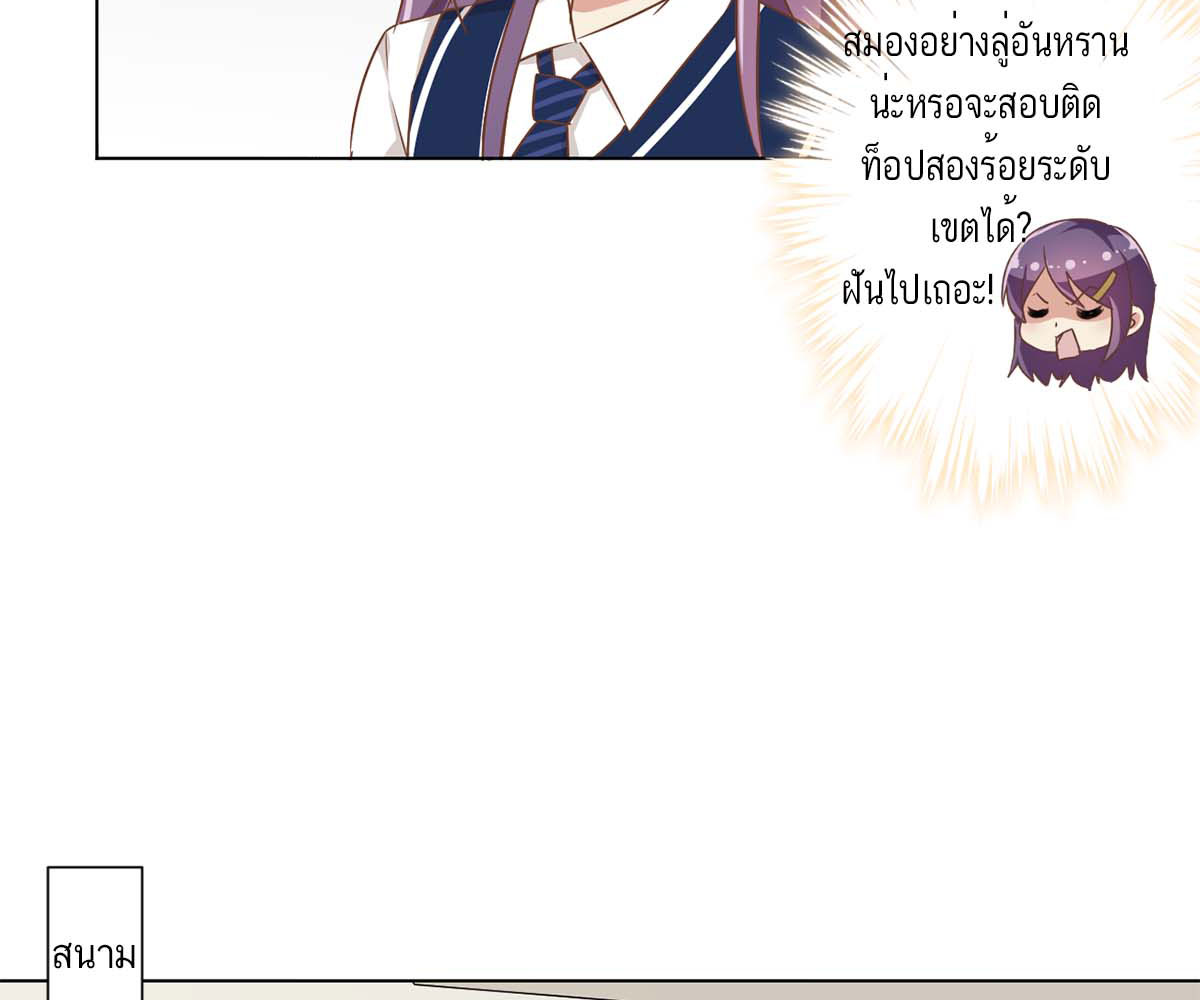 สมองอย่างลู่อันหราน
น่ะหรอจะสอบติด
ท็อปสองร้อยระดับ
เขตได้?
ฝันไปเถอะ!
สนาม